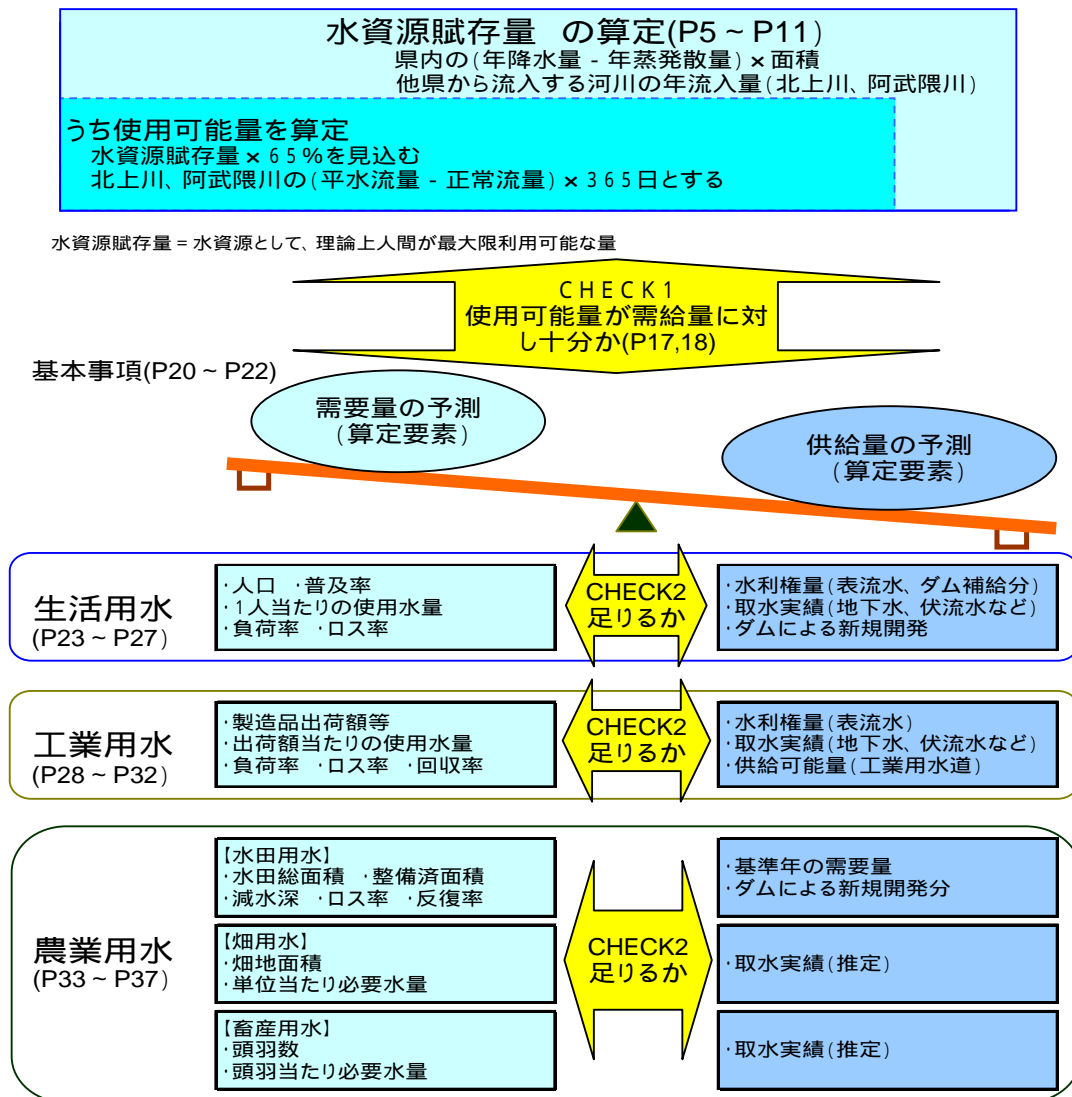 水資源賦存量 の算定(P5 ~ P11)
県内の(年降水量 - 年蒸発散量)×面積
他県から流入する河川の年流入量(北上川、阿武隈川)
うち使用可能量を算定
水資源賦存量×65%を見込む
北上川、阿武隈川の(平水流量 - 正常流量)×365日とする
水資源賦存量=水資源として、理論上人間が最大限利用可能な量
CHECK1
使用可能量が需給量に対
し十分か(P17,18)
基本事項(P20 ~ P22)
需要量の予測
(算定要素)
供給量の予測
(算定要素)
生活用水
(P23 ~ P27)
・人口 ・普及率
・1人当たりの使用水量
・負荷率 ・ロス率
CHECK2
足りるか
・水利権量(表流水、ダム補給分)
・取水実績(地下水、伏流水など)
・ダムによる新規開発
工業用水
(P28 ~ P32)
・製造品出荷額等
・出荷額当たりの使用水量
・負荷率 ・ロス率 ・回収率
CHECK2
足りるか
・水利権量(表流水)
・取水実績(地下水、伏流水など)
・供給可能量(工業用水道)
農業用水
(P33 ~ P37)
【水田用水】
・水田総面積 ・整備済面積
・減水深 ・ロス率 ・反復率
【畑用水】
・畑地面積
・単位当たり必要水量
【畜産用水】
・頭羽数
・頭羽当たり必要水量
CHECK2
足りるか
・基準年の需要量
・ダムによる新規開発分
・取水実績(推定)
・取水実績(推定)